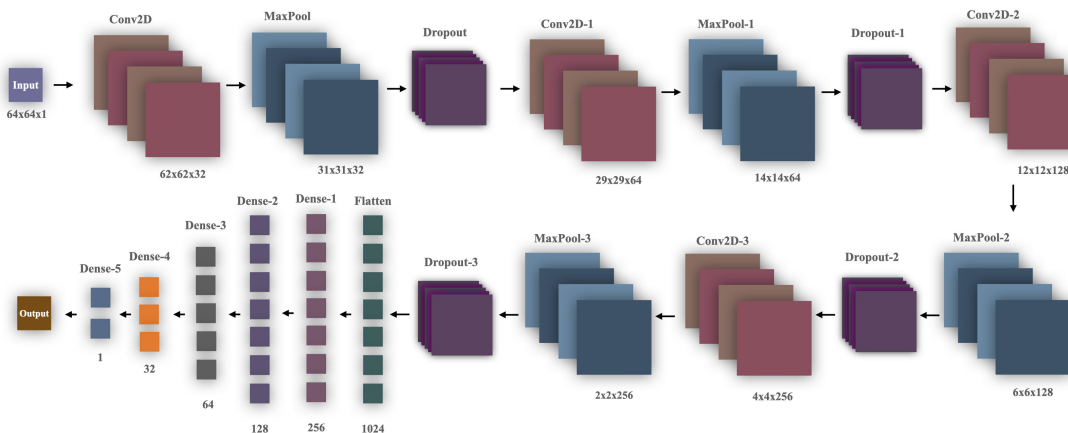 Conv2D
MaxPool
Dropout
Conv2D-1
MaxPool-1
Dropout-1
Conv2D-2
Input
64x64x1
62x62x32
31x31x32
29x29x64
14x14x64
12x12x128
Dense-5
Dense-4
Dense-3
Dense-2
Dense-1
Flatten
Dropout-3
MaxPool-3
Conv2D-3
Dropout-2
MaxPool-2
Output
1
32
64
128
256
1024
2x2x256
4x4x256
6x6x128